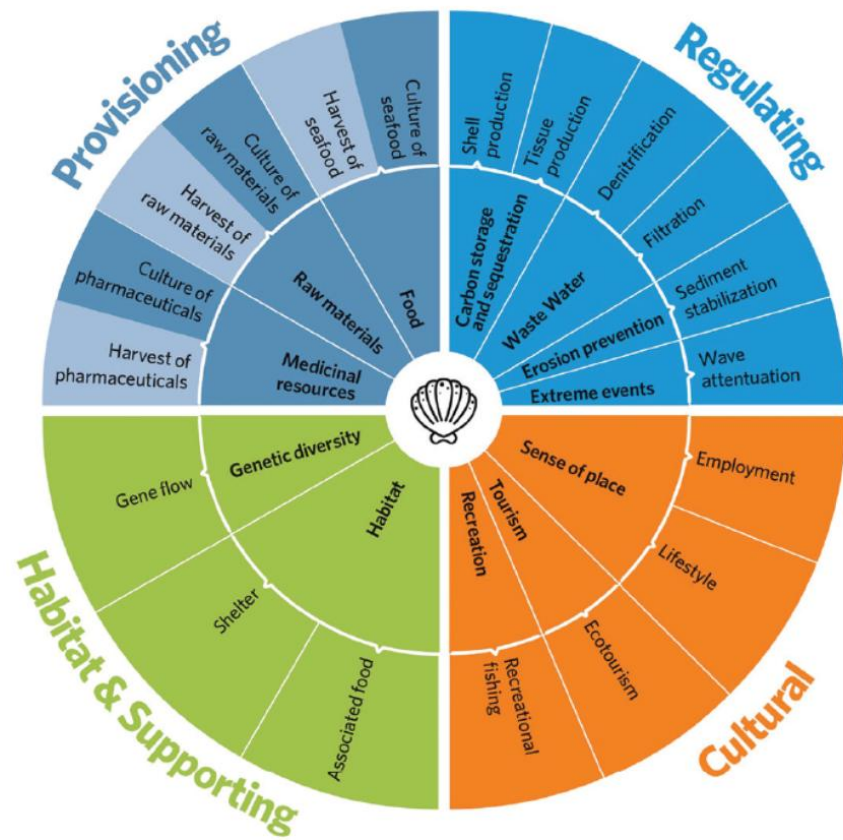 Provisioning
Harvest of
pharmaceuticals
Culture of
pharmaceuticals
Harvest of
raw materials
Culture of
raw materials
Harvest of
seafood
Culture of
seafood
Medicinal
resources
Raw materials
Food
Regulating
Shell
production
Tissue
production
Denitrification
Filtration
Sediment
stabilization
Wave
attentuation
Carbon storage
and sequestration
Waste Water
Erosion prevention
Extreme events
Habitat & Supporting
Gene flow
Shelter
Associated food
Genetic diversity
Habitat
Cultural
Employment
Lifestyle
Ecotourism
Recreational
fishing
Sense of place
Tourism
Recreation